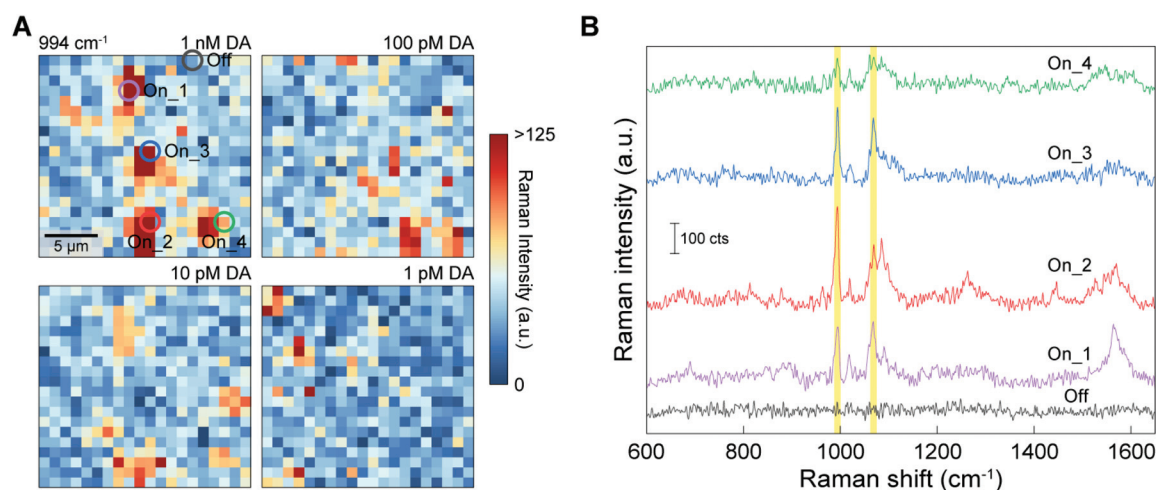 A
994 cm⁻¹
1 nM DA
100 pM DA
Off
On_1
On_3
On_2
On_4
5 µm
10 pM DA
1 pM DA
>125
Raman Intensity (a.u.)
0
B
Raman intensity (a.u.)
On_4
On_3
100 cts
On_2
On_1
Off
600 800 1000 1200 1400 1600
Raman shift (cm⁻¹)